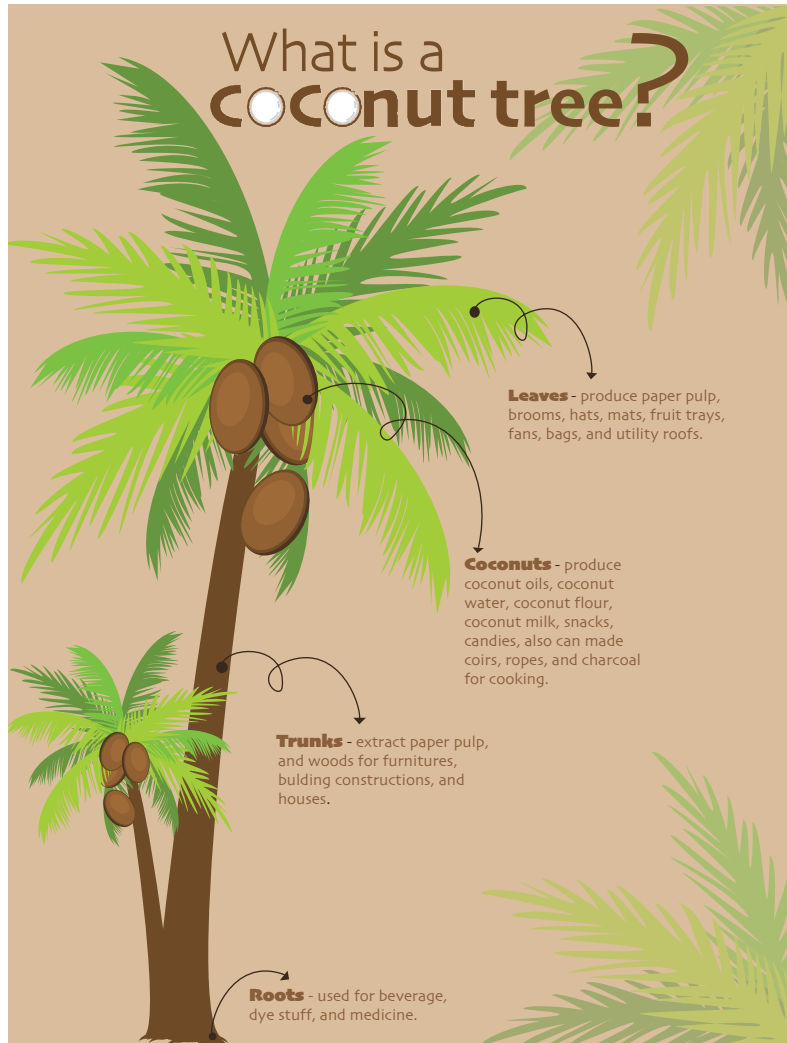 What is a
coconut tree?
Leaves - produce paper pulp,
brooms, hats, mats, fruit trays,
fans, bags, and utility roofs.
Coconuts - produce
coconut oils, coconut
water, coconut flour,
coconut milk, snacks,
candies, also can made
coirs, ropes, and charcoal
for cooking.
Trunks - extract paper pulp,
and woods for furnitures,
bulding constructions, and
houses.
Roots - used for beverage,
dye stuff, and medicine.